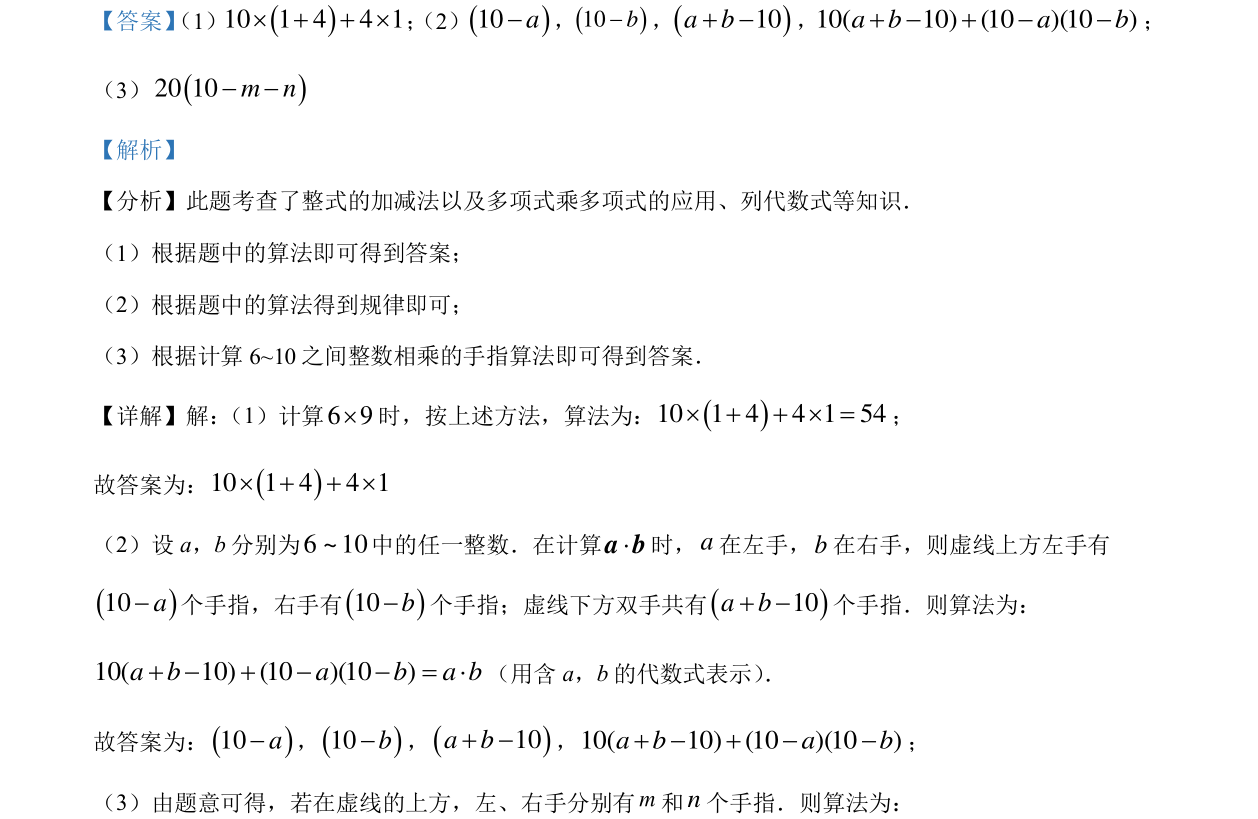 【答案】（1）10×(1+4)+4×1；（2）(10−a)，(10−b)，(a+b−10)，10(a+b−10)+(10−a)(10−b)；
（3）20(10−m−n)
【解析】
【分析】此题考查了整式的加减法以及多项式乘多项式的应用、列代数式等知识．
（1）根据题中的算法即可得到答案；
（2）根据题中的算法得到规律即可；
（3）根据计算 6~10 之间整数相乘的手指算法即可得到答案．
【详解】解：（1）计算6×9时，按上述方法，算法为：10×(1+4)+4×1=54；
故答案为：10×(1+4)+4×1
（2）设 a，b 分别为6 ~ 10中的任一整数．在计算a·b 时， a 在左手， b 在右手，则虚线上方左手有
(10−a)个手指，右手有(10−b)个手指；虚线下方双手共有(a+b−10)个手指．则算法为：
10(a+b−10)+(10−a)(10−b)=a·b（用含 a，b 的代数式表示）．
故答案为：(10−a)，(10−b)，(a+b−10)，10(a+b−10)+(10−a)(10−b)；
（3）由题意可得，若在虚线的上方，左、右手分别有 m 和 n 个手指．则算法为：